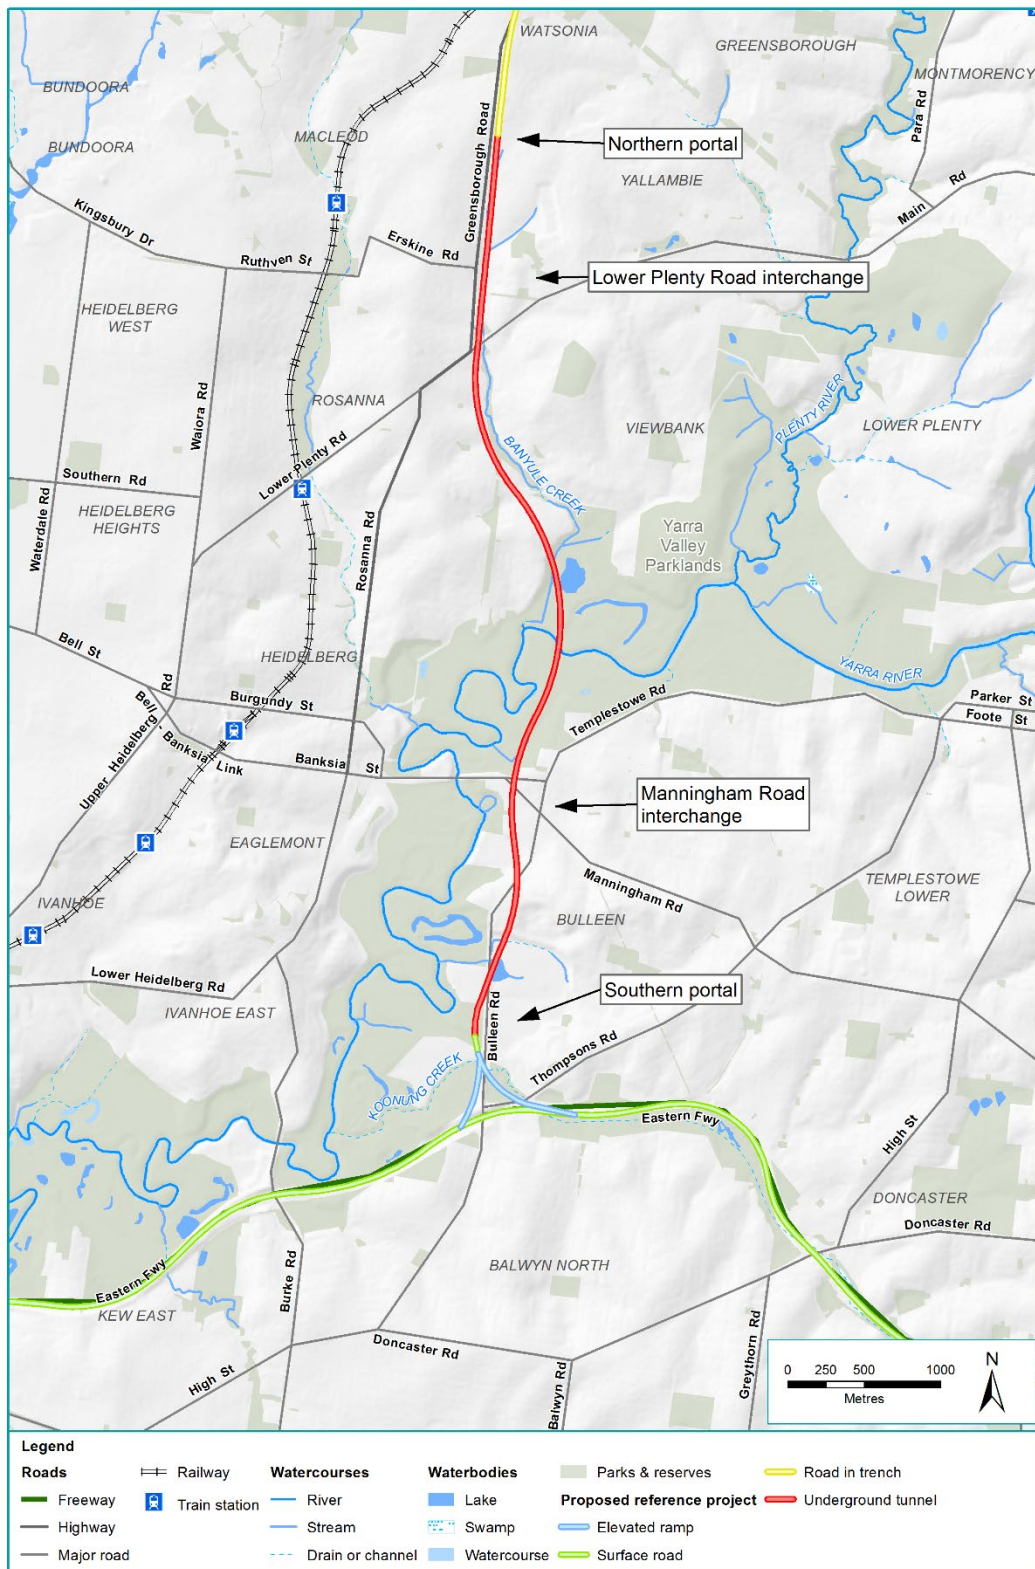 WATSONIA
GREENSBOROUGH
MONTMORENCY
BUNDOORA
MACLEOD
BUNDOORA
Greensborough Road
Para Rd
Northern portal
YALLAMBIE
Main Rd
Kingsbury Dr
Ruthven St
Erskine Rd
Lower Plenty Road interchange
HEIDELBERG
WEST
ROSANNA
Waiora Rd
VIEWBANK
PLENTY RIVER
LOWER PLENTY
Lower Plenty Rd
BANYULE CREEK
Southern Rd
HEIDELBERG
HEIGHTS
Waterdale Rd
Rosanna Rd
Yarra
Valley
Parklands
Bell St
HEIDELBERG
YARRA RIVER
Burgundy St
Templestowe Rd
Parker St
Foote St
Upper Heidelberg Rd
Bell - Banksia Link
Banksia St
Manningham Road
interchange
EAGLEMONT
Manningham Rd
TEMPLESTOWE
LOWER
IVANHOE
BULLEEN
Lower Heidelberg Rd
Southern portal
IVANHOE EAST
Bulleen Rd
Thompsons Rd
KOONUNG CREEK
Eastern Fwy
High St
DONCASTER
Doncaster Rd
Eastern Fwy
Burke Rd
BALWYN NORTH
KEW EAST
Doncaster Rd
High St
Balwyn Rd
Greythorn Rd
0 250 500 1000
Metres
N
Legend
Roads
Freeway
Highway
Major road
Railway
Train station
Watercourses
River
Stream
Drain or channel
Waterbodies
Lake
Swamp
Watercourse
Parks & reserves
Proposed reference project
Elevated ramp
Surface road
Road in trench
Underground tunnel